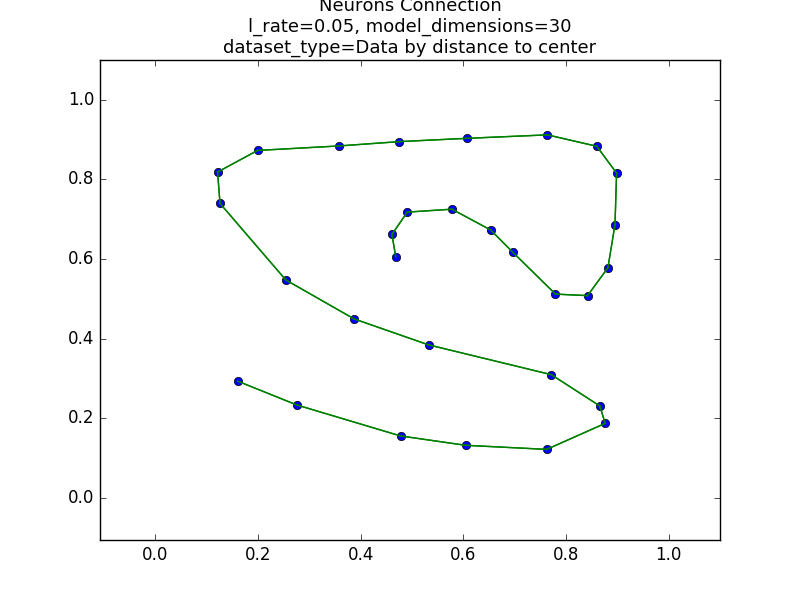 Neurons Connection
l_rate=0.05, model_dimensions=30
dataset_type=Data by distance to center
1.0
0.8
0.6
0.4
0.2
0.0
0.0 0.2 0.4 0.6 0.8 1.0